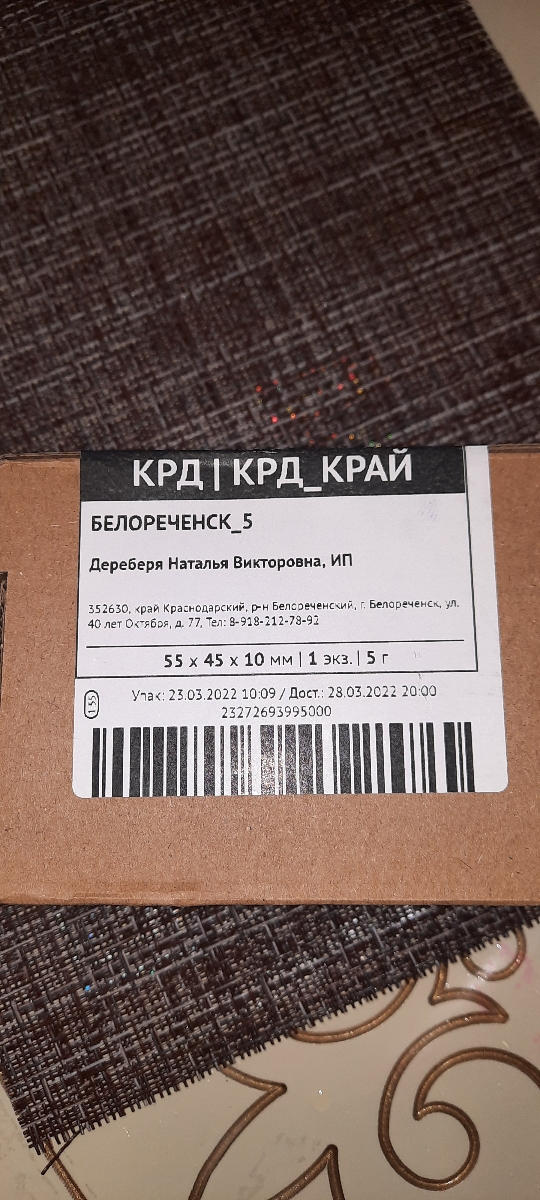 КРД | КРД_КРАЙ
БЕЛОРЕЧЕНСК_5
Деребя Наталья Викторовна, ИП
352630, край Краснодарский, р-н Белореченский, г. Белореченск, ул.
40 лет Октября, д. 77, Тел: 8-918-212-78-92
55 x 45 x 10 мм | 1 экз. | 5 г
155
Упак: 23.03.2022 10:09 / Дост.: 28.03.2022 20:00
23272693995000